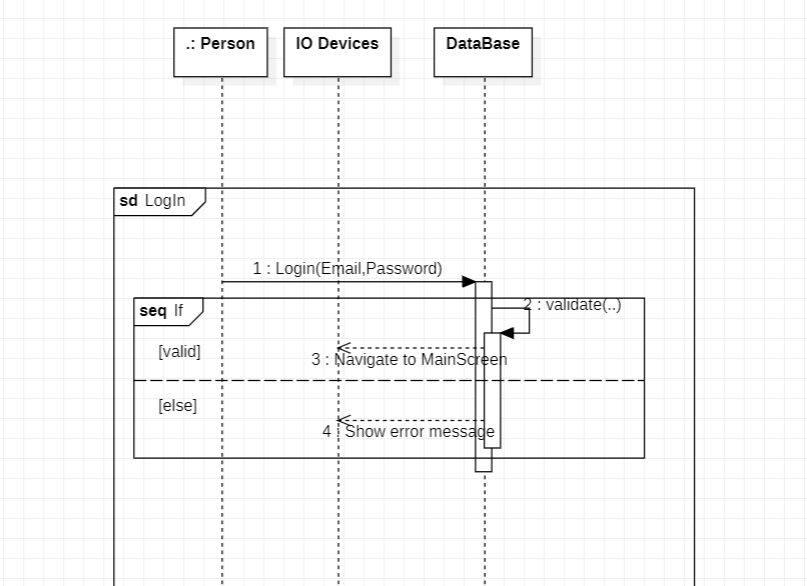 .: Person
IO Devices
DataBase
sd LogIn
1 : Login(Email,Password)
seq If
2 : validate(..)
[valid]
3 : Navigate to MainScreen
[else]
4 : Show error message